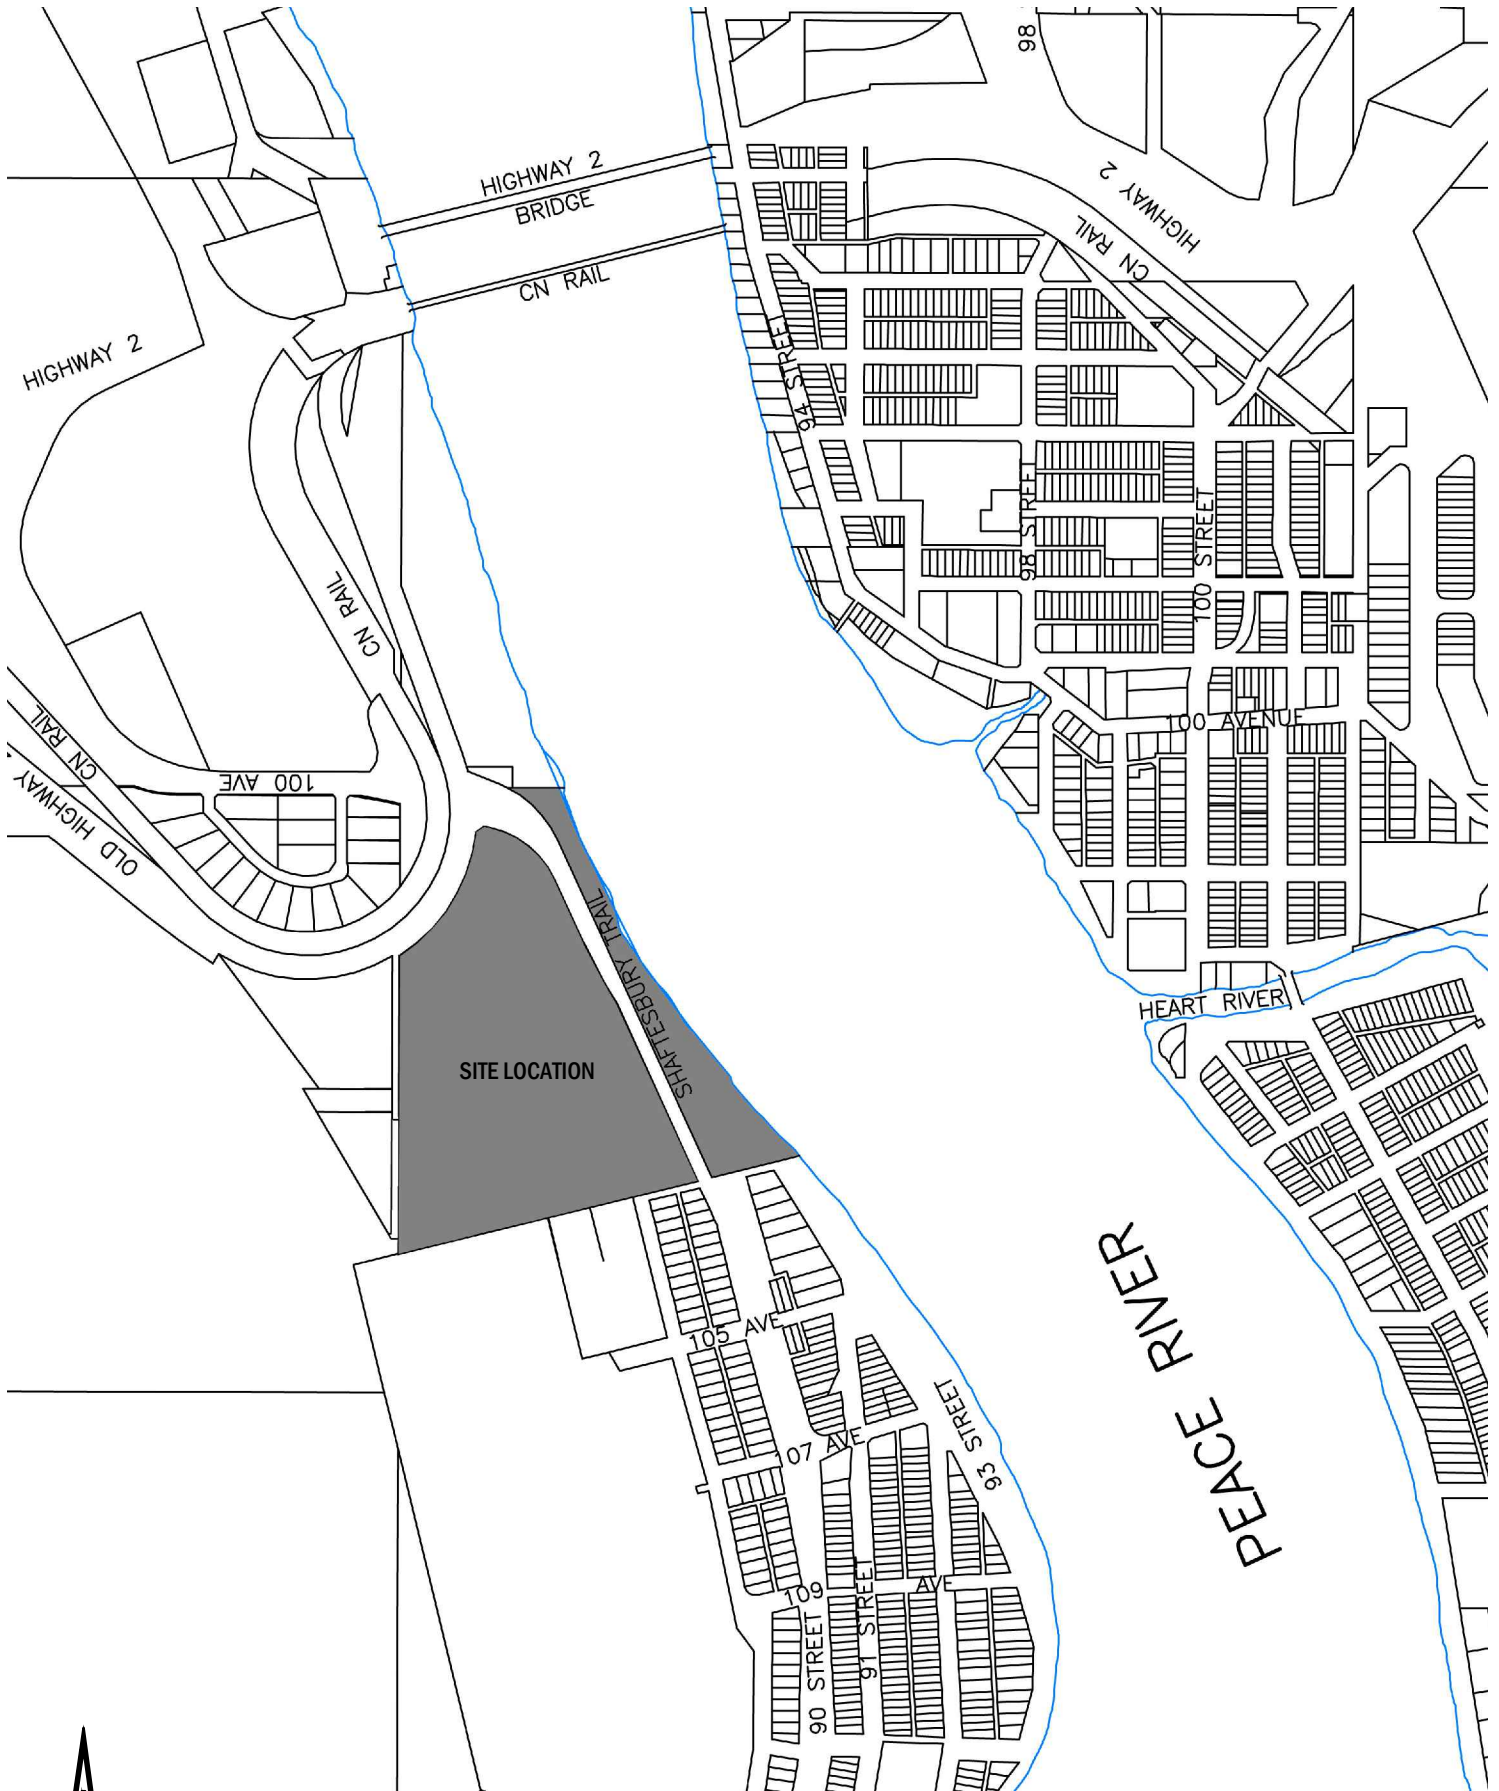 98
HIGHWAY 2
BRIDGE
HIGHWAY 2
CN RAIL
CN RAIL
HIGHWAY 2
94 STREET
98 STREET
100 STREET
CN RAIL
CN RAIL
100 AVE
OLD HIGHWAY
100 AVENUE
SHAFTESBURY TRAIL
HEART RIVER
SITE LOCATION
PEACE RIVER
105 AVE
93 STREET
107 AVE
109 AVE
90 STREET
91 STREET